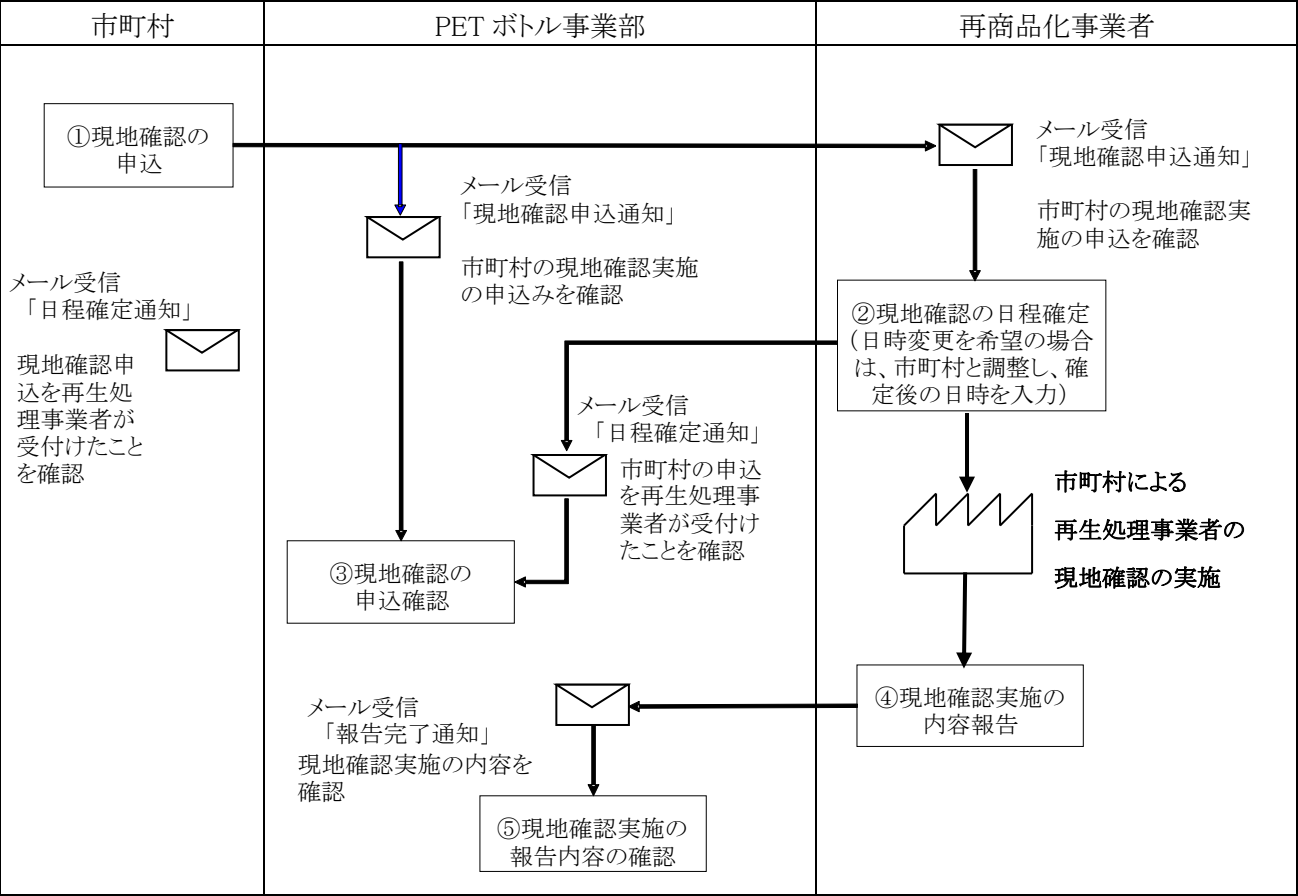 市町村
PET ボトル事業部
再商品化事業者
①現地確認の
申込
メール受信
「現地確認申込通知」
市町村の現地確認実
施の申込を確認
メール受信
「現地確認申込通知」
市町村の現地確認実施
の申込みを確認
メール受信
「日程確定通知」
現地確認申
込を再生処
理事業者が
受付けたこと
を確認
②現地確認の日程確定
(日時変更を希望の場合
は、市町村と調整し、確
定後の日時を入力)
メール受信
「日程確定通知」
市町村の申込
を再生処理事
業者が受付け
たことを確認
市町村による
再生処理事業者の
現地確認の実施
③現地確認の
申込確認
④現地確認実施の
内容報告
メール受信
「報告完了通知」
現地確認実施の内容を
確認
⑤現地確認実施の
報告内容の確認